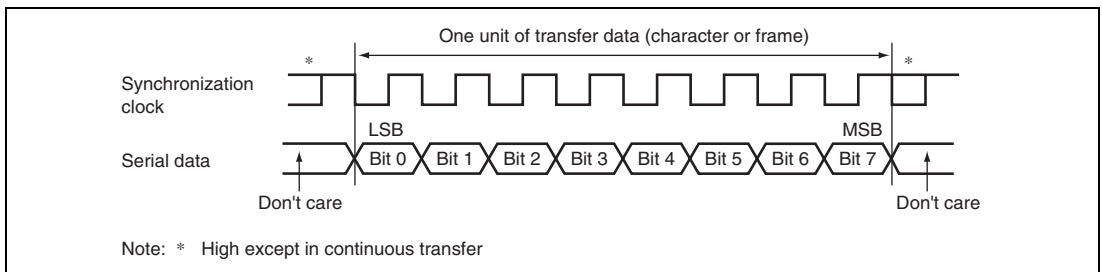 One unit of transfer data (character or frame)
* *
Synchronization
clock
LSB MSB
Serial data Bit 0 Bit 1 Bit 2 Bit 3 Bit 4 Bit 5 Bit 6 Bit 7
Don't care Don't care
Note: * High except in continuous transfer